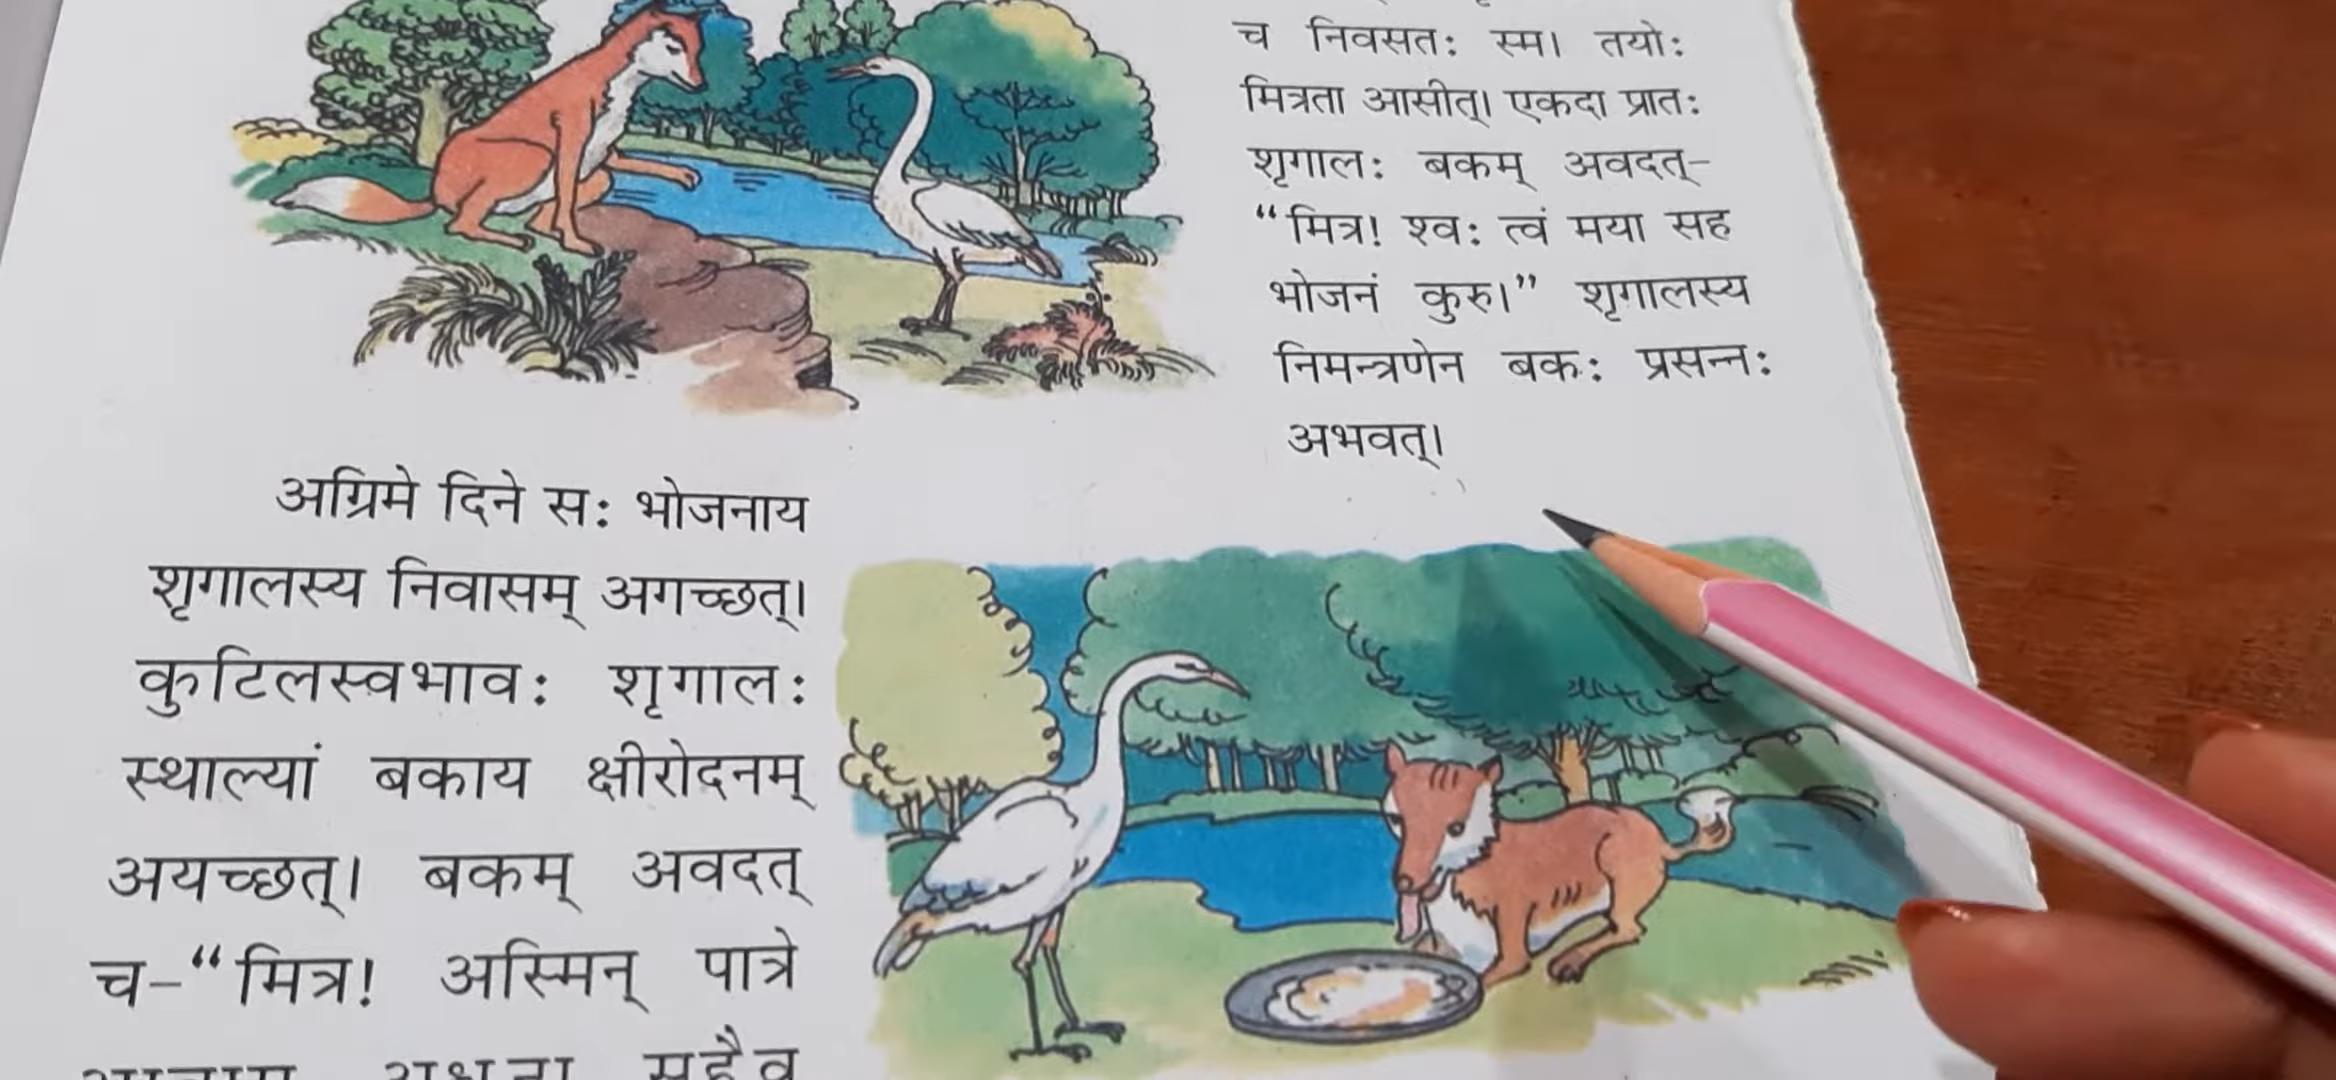 च निवसतः स्म। तयोः
मित्रता आसीत्। एकदा प्रातः
शृगालः बकम् अवदत्-
“मित्र! श्वः त्वं मया सह
भोजनं कुरु।” शृगालस्य
निमन्त्रणेन बकः प्रसन्नः
अभवत्।
अग्रिमे दिने सः भोजनाय
शृगालस्य निवासम् अगच्छत्।
कुटिलस्वभावः शृगालः
स्थाल्यां बकाय क्षीरोदनम्
अयच्छत्। बकम् अवदत्
च-“मित्र! अस्मिन् पात्रे
सहैव